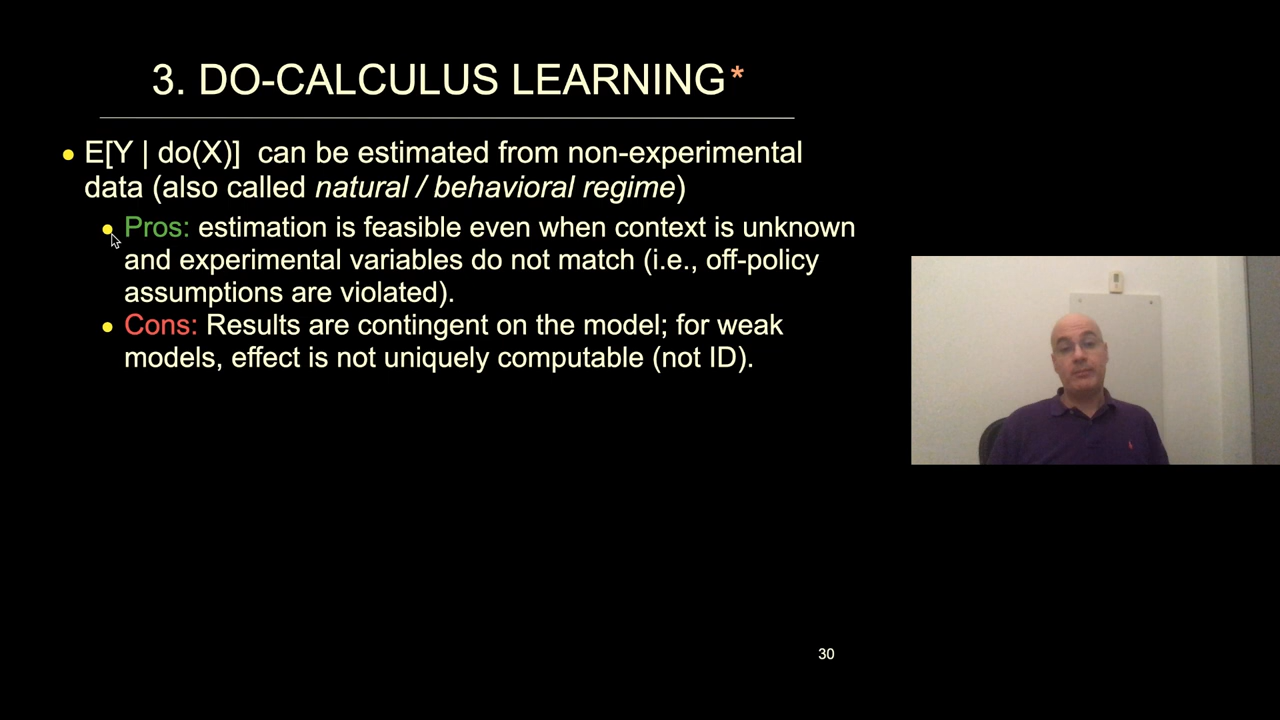 3. DO-CALCULUS LEARNING*
• E[Y | do(X)] can be estimated from non-experimental
data (also called natural / behavioral regime)
• Pros: estimation is feasible even when context is unknown
and experimental variables do not match (i.e., off-policy
assumptions are violated).
• Cons: Results are contingent on the model; for weak
models, effect is not uniquely computable (not ID).
30